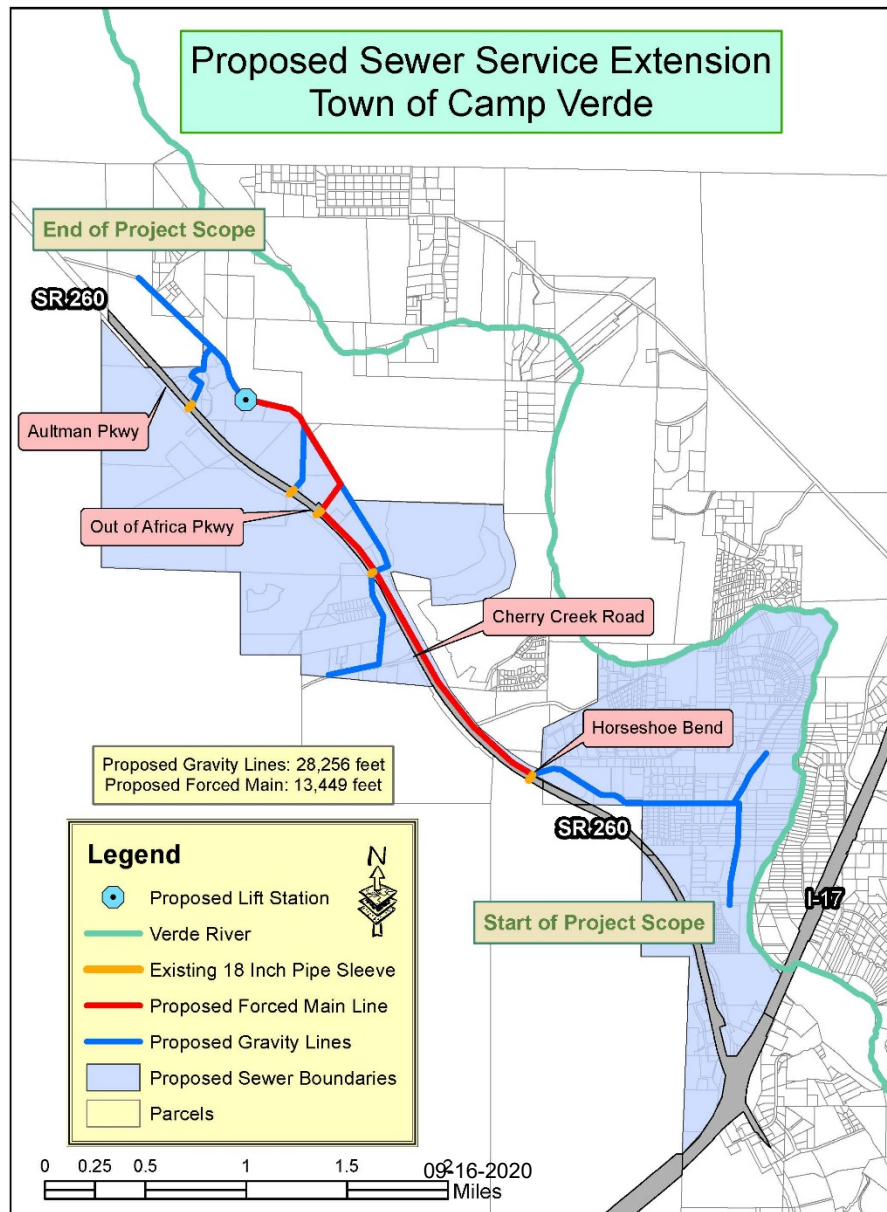 Proposed Sewer Service Extension
Town of Camp Verde
End of Project Scope
SR 260
Aultman Pkwy
Out of Africa Pkwy
Cherry Creek Road
Horseshoe Bend
Proposed Gravity Lines: 28,256 feet
Proposed Forced Main: 13,449 feet
SR 260
I-17
Start of Project Scope
Legend
N
Proposed Lift Station
Verde River
Existing 18 Inch Pipe Sleeve
Proposed Forced Main Line
Proposed Gravity Lines
Proposed Sewer Boundaries
Parcels
0 0.25 0.5 1 1.5 2
09-16-2020
Miles